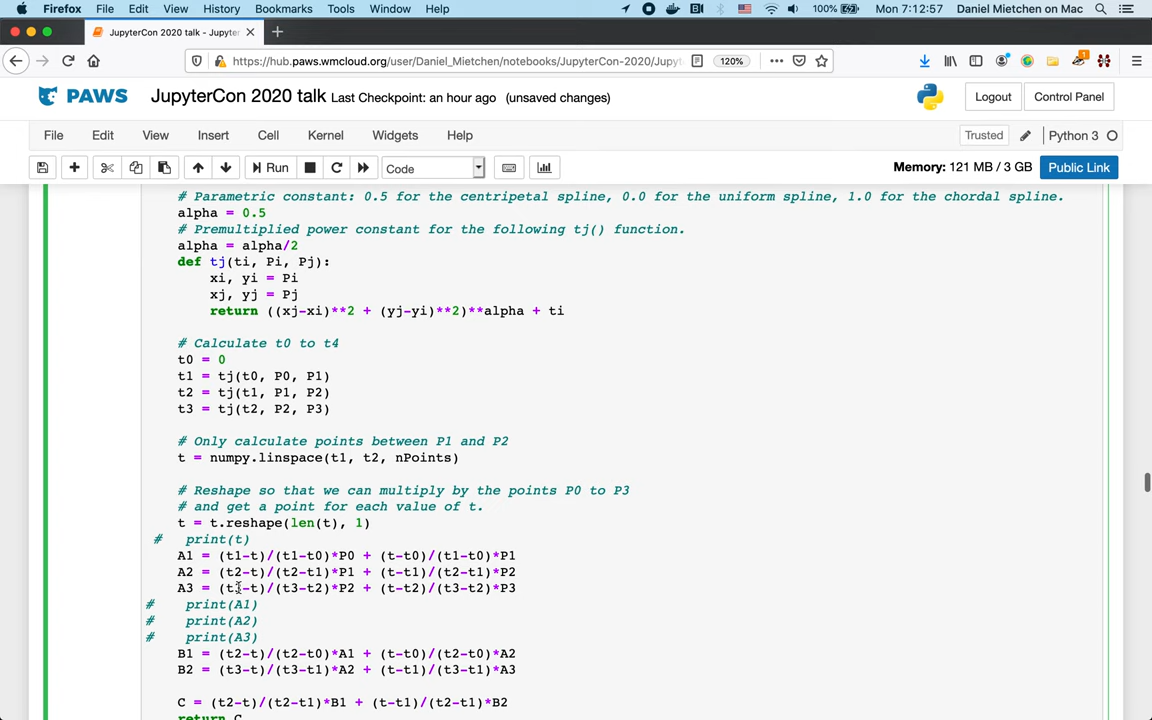 Firefox File Edit View History Bookmarks Tools Window Help 100% Mon 7:12:57 Daniel Mietchen on Mac
JupyterCon 2020 talk - Jupyter
https://hub.paws.wmcloud.org/user/Daniel_Mietchen/notebooks/JupyterCon-2020/Jupyt 120%
PAWS JupyterCon 2020 talk Last Checkpoint: an hour ago (unsaved changes) Logout Control Panel
File Edit View Insert Cell Kernel Widgets Help Trusted Python 3
Run Code Memory: 121 MB / 3 GB Public Link
# Parametric constant: 0.5 for the centripetal spline, 0.0 for the uniform spline, 1.0 for the chordal spline.
alpha = 0.5
# Premultiplied power constant for the following tj() function.
alpha = alpha/2
def tj(ti, Pi, Pj):
xi, yi = Pi
xj, yj = Pj
return ((xj-xi)**2 + (yj-yi)**2)**alpha + ti
# Calculate t0 to t4
t0 = 0
t1 = tj(t0, P0, P1)
t2 = tj(t1, P1, P2)
t3 = tj(t2, P2, P3)
# Only calculate points between P1 and P2
t = numpy.linspace(t1, t2, nPoints)
# Reshape so that we can multiply by the points P0 to P3
# and get a point for each value of t.
t = t.reshape(len(t), 1)
# print(t)
A1 = (t1-t)/(t1-t0)*P0 + (t-t0)/(t1-t0)*P1
A2 = (t2-t)/(t2-t1)*P1 + (t-t1)/(t2-t1)*P2
A3 = (t3-t)/(t3-t2)*P2 + (t-t2)/(t3-t2)*P3
# print(A1)
# print(A2)
# print(A3)
B1 = (t2-t)/(t2-t0)*A1 + (t-t0)/(t2-t0)*A2
B2 = (t3-t)/(t3-t1)*A2 + (t-t1)/(t3-t1)*A3
C = (t2-t)/(t2-t1)*B1 + (t-t1)/(t2-t1)*B2
return C